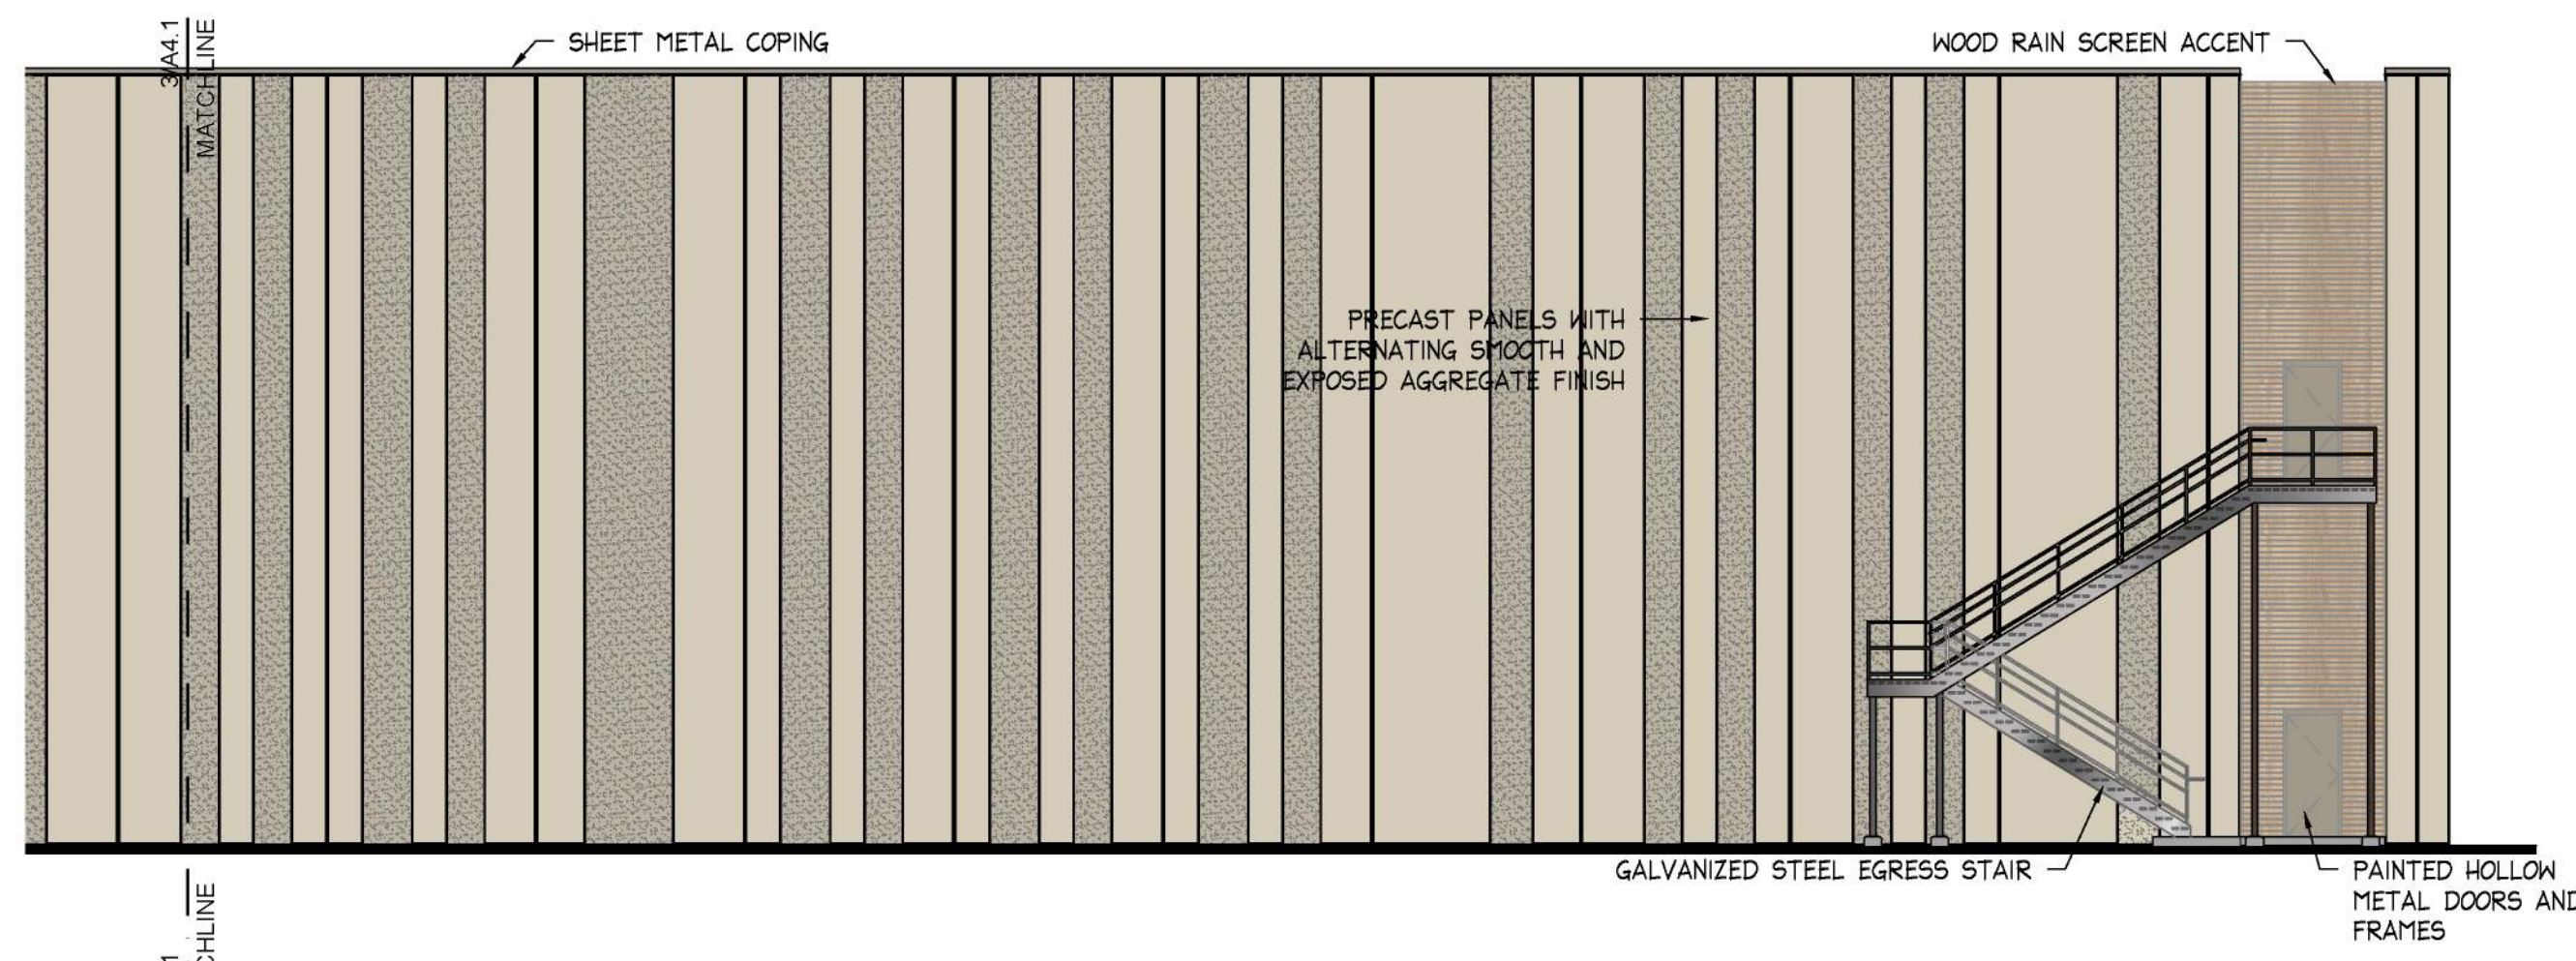 3/A4.1
MATCHLINE
SHEET METAL COPING
WOOD RAIN SCREEN ACCENT
PRECAST PANELS WITH
ALTERNATING SMOOTH AND
EXPOSED AGGREGATE FINISH
GALVANIZED STEEL EGRESS STAIR
PAINTED HOLLOW
METAL DOORS AND
FRAMES
CHLINE